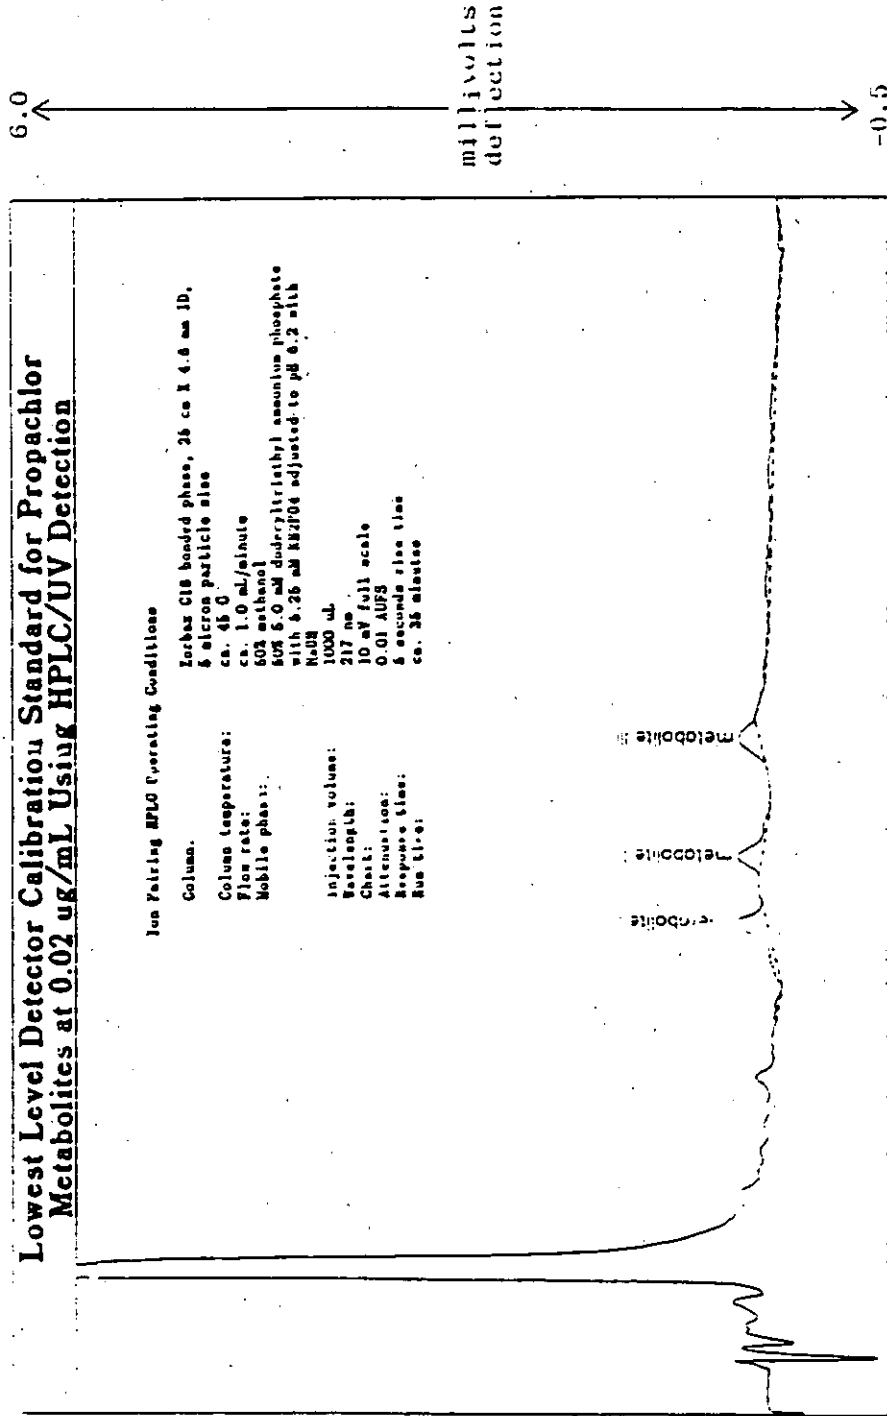 Lowest Level Detector Calibration Standard for Propachlor
Metabolites at 0.02 ug/mL Using HPLC/UV Detection
Ion Pairing HPLC Operating Conditions
Column. Zorbax C18 bonded phase, 25 cm X 4.6 mm ID,
5 micron particle size
Column temperature: ca. 45 C
Flow rate: ca. 1.0 mL/minute
Mobile phase: 50% methanol
50% 5.0 mM dodecyltriethyl ammonium phosphate
with 6.25 mM KH2PO4 adjusted to pH 6.2 with
NaOH
Injection volume: 1000 uL
Wavelength: 217 nm
Chart: 10 mV full scale
Attenuation: 0.01 AUFS
Response time: 5 seconds rise time
Run time: ca. 35 minutes
metabolite
metabolite
metabolite
6.0
millivolts
deflection
-0.5